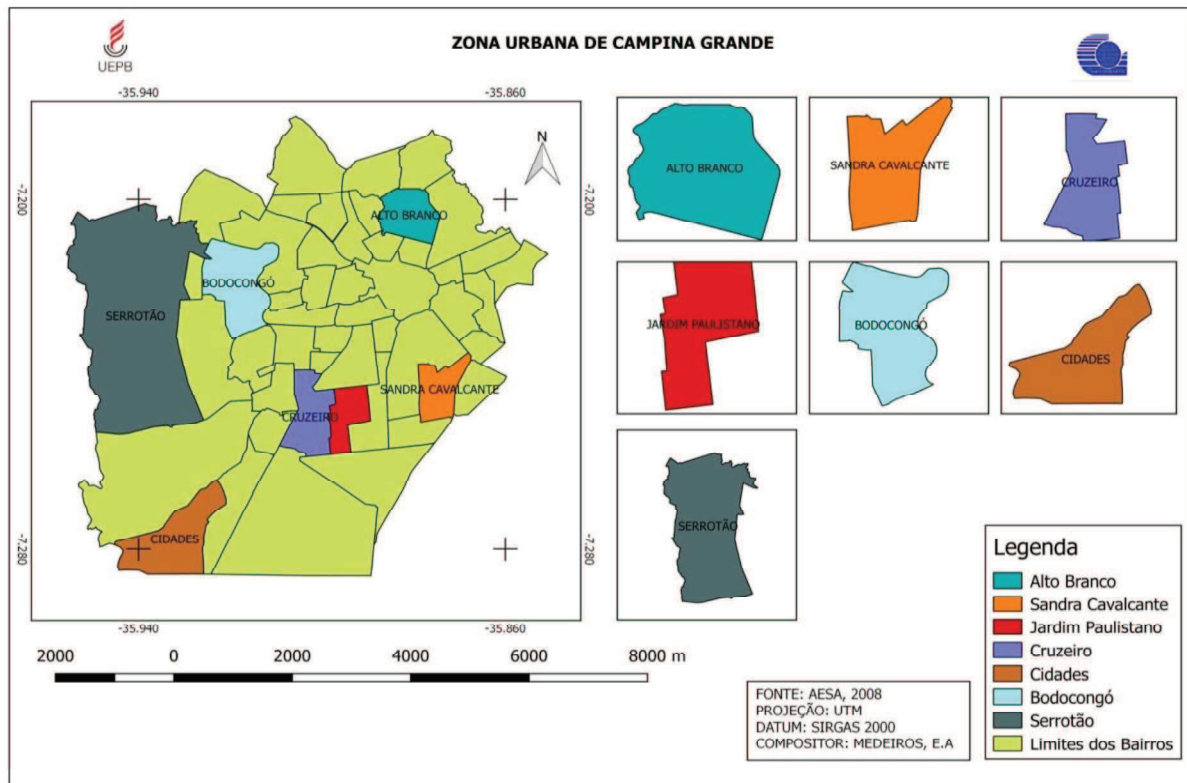 UEPB
ZONA URBANA DE CAMPINA GRANDE
-35.940
-35.860
N
-7.200
-7.200
ALTO BRANCO
BODOCONGÓ
SERROTÃO
SANDRA CAVALCANTE
CRUZEIRO
CIDADES
-7.280
-7.280
-35.940
-35.860
2000
0
2000
4000
6000
8000 m
ALTO BRANCO
SANDRA CAVALCANTE
CRUZEIRO
JARDIM PAULISTANO
BODOCONGÓ
CIDADES
SERROTÃO
FONTE: AESA, 2008
PROJEÇÃO: UTM
DATUM: SIRGAS 2000
COMPOSITOR: MEDEIROS, E.A
Legenda
Alto Branco
Sandra Cavalcante
Jardim Paulistano
Cruzeiro
Cidades
Bodocongó
Serrotão
Limites dos Bairros